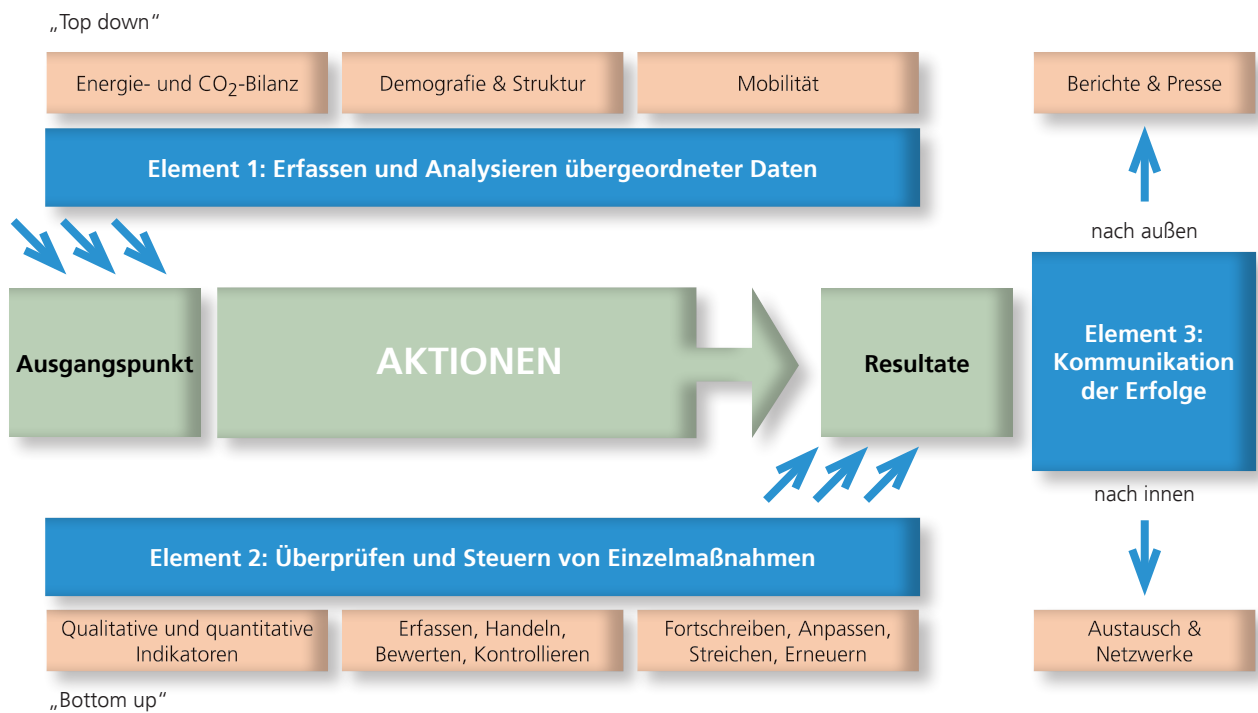 „Top down“
Energie- und CO₂-Bilanz
Demografie & Struktur
Mobilität
Berichte & Presse
Element 1: Erfassen und Analysieren übergeordneter Daten
nach außen
Ausgangspunkt
AKTIONEN
Resultate
Element 3:
Kommunikation
der Erfolge
nach innen
Element 2: Überprüfen und Steuern von Einzelmaßnahmen
Qualitative und quantitative
Indikatoren
Erfassen, Handeln,
Bewerten, Kontrollieren
Fortschreiben, Anpassen,
Streichen, Erneuern
Austausch &
Netzwerke
„Bottom up“